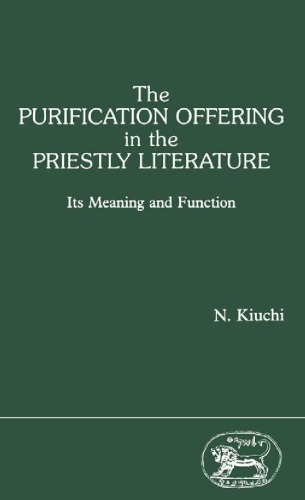 The
PURIFICATION OFFERING
in the
PRIESTLY LITERATURE
Its Meaning and Function
N. Kiuchi